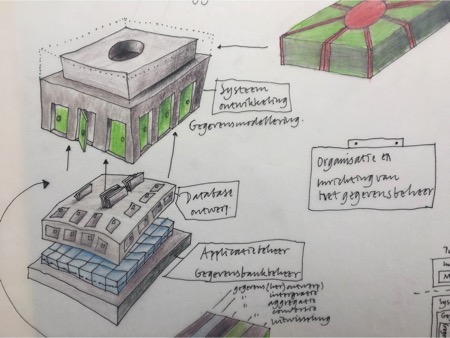 Systeem
ontwikkeling
Gegevensmodellering.
Organisatie en
inrichting van
het gegevensbeheer
Database
ontwerp
Applicatiebeheer
Gegevensbankbeheer
gegevens(her)ontwerp)
" integratie
" aggregatie
" conversie
" uitwisseling